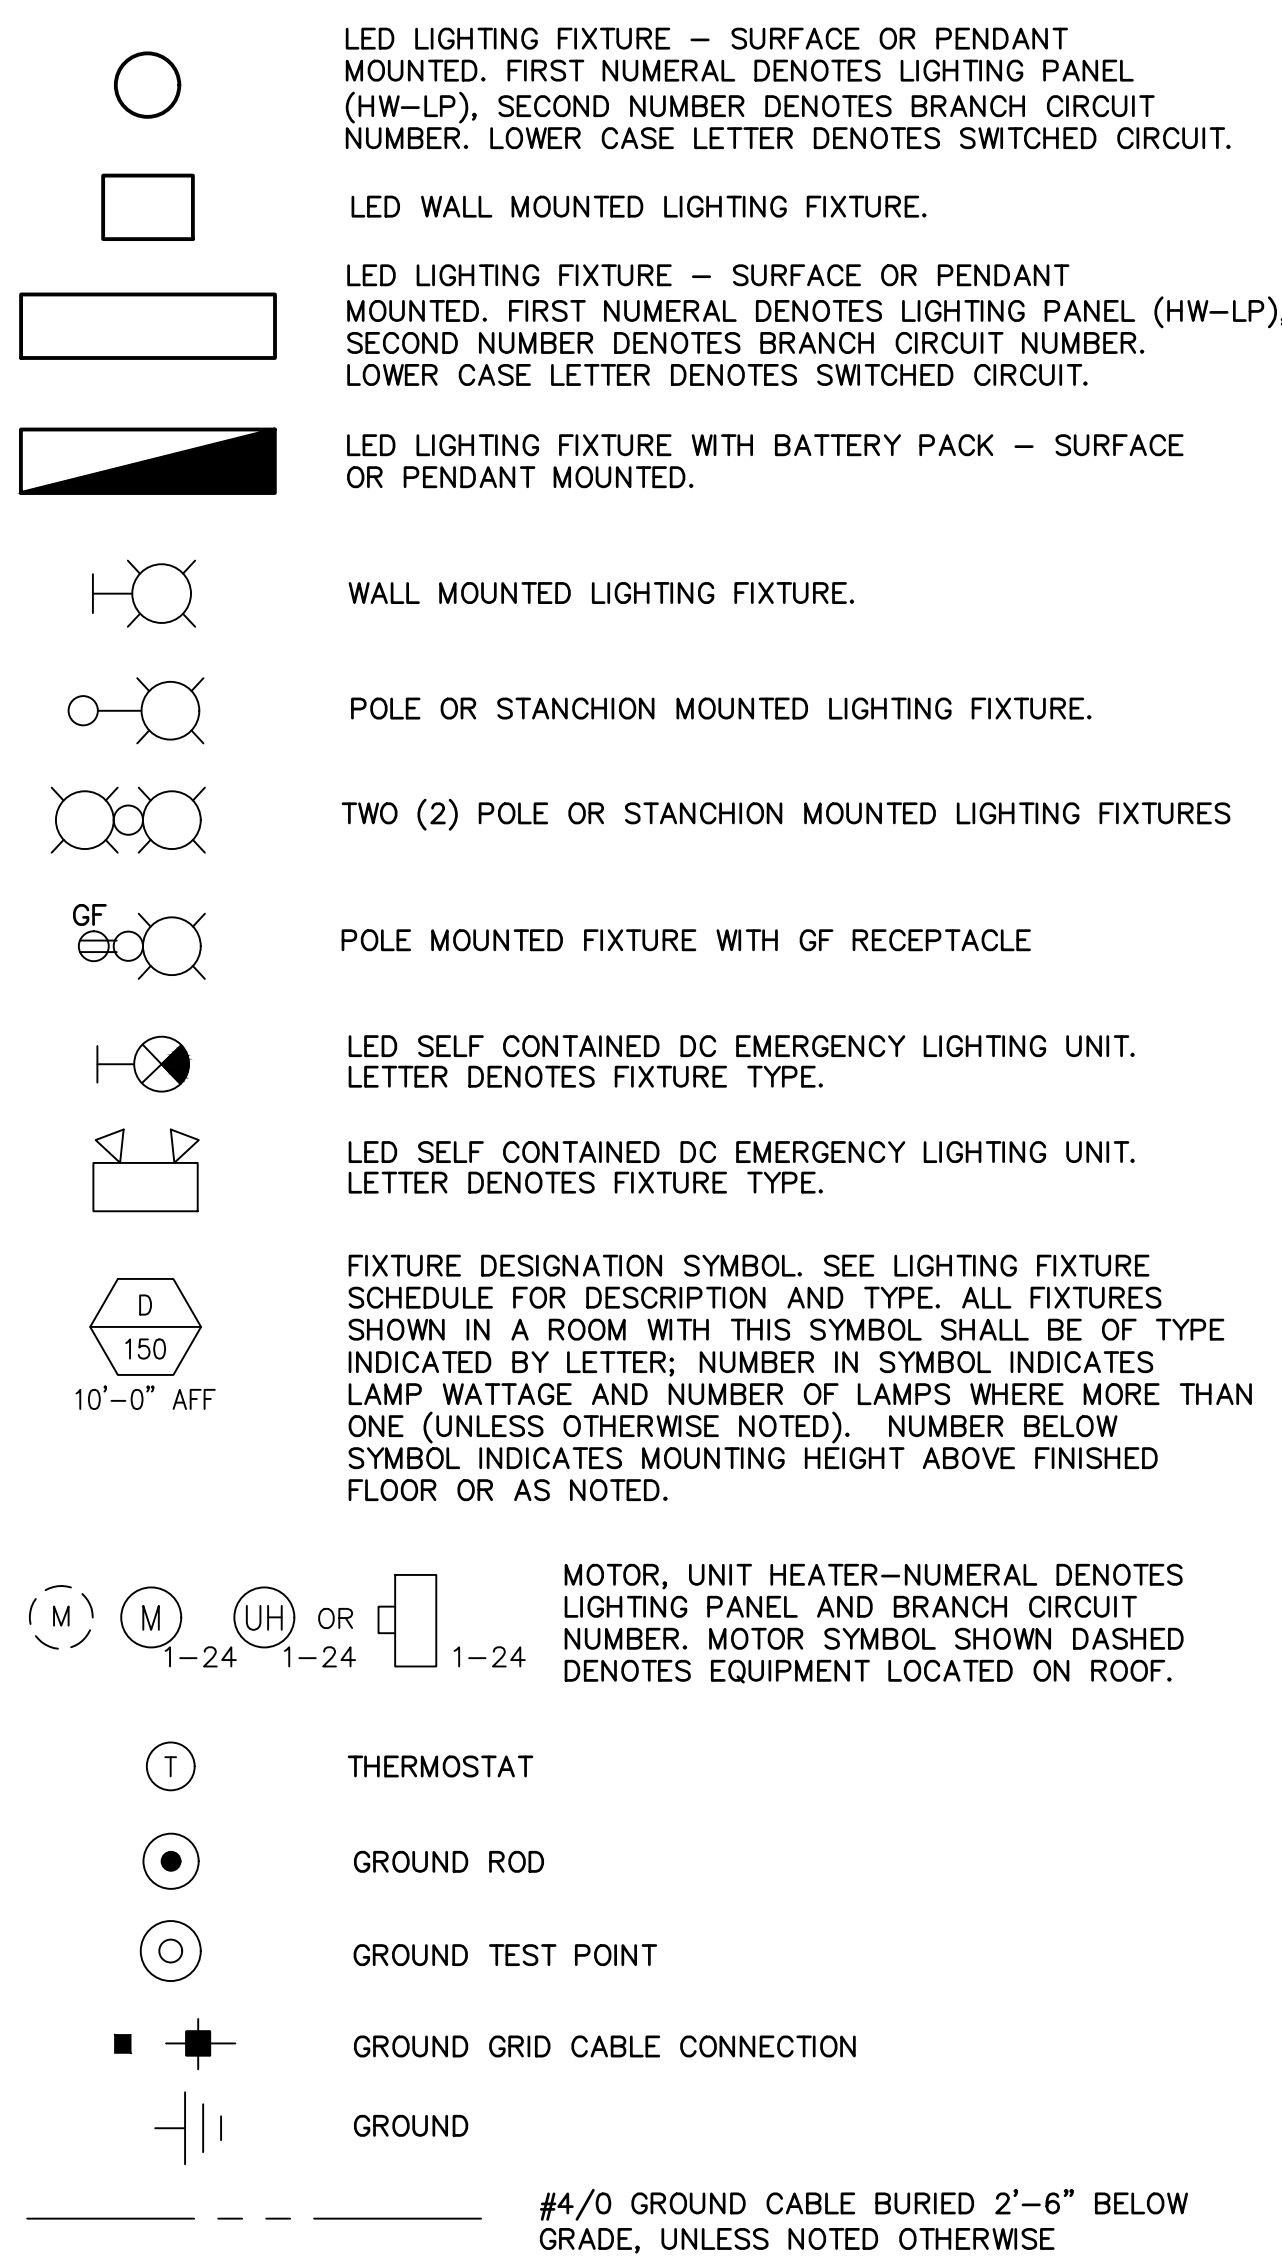 LED LIGHTING FIXTURE – SURFACE OR PENDANT
MOUNTED. FIRST NUMERAL DENOTES LIGHTING PANEL
(HW–LP), SECOND NUMBER DENOTES BRANCH CIRCUIT
NUMBER. LOWER CASE LETTER DENOTES SWITCHED CIRCUIT.
LED WALL MOUNTED LIGHTING FIXTURE.
LED LIGHTING FIXTURE – SURFACE OR PENDANT
MOUNTED. FIRST NUMERAL DENOTES LIGHTING PANEL (HW–LP),
SECOND NUMBER DENOTES BRANCH CIRCUIT NUMBER.
LOWER CASE LETTER DENOTES SWITCHED CIRCUIT.
LED LIGHTING FIXTURE WITH BATTERY PACK – SURFACE
OR PENDANT MOUNTED.
WALL MOUNTED LIGHTING FIXTURE.
POLE OR STANCHION MOUNTED LIGHTING FIXTURE.
TWO (2) POLE OR STANCHION MOUNTED LIGHTING FIXTURES
GF
POLE MOUNTED FIXTURE WITH GF RECEPTACLE
LED SELF CONTAINED DC EMERGENCY LIGHTING UNIT.
LETTER DENOTES FIXTURE TYPE.
LED SELF CONTAINED DC EMERGENCY LIGHTING UNIT.
LETTER DENOTES FIXTURE TYPE.
D
150
10'–0" AFF
FIXTURE DESIGNATION SYMBOL. SEE LIGHTING FIXTURE
SCHEDULE FOR DESCRIPTION AND TYPE. ALL FIXTURES
SHOWN IN A ROOM WITH THIS SYMBOL SHALL BE OF TYPE
INDICATED BY LETTER; NUMBER IN SYMBOL INDICATES
LAMP WATTAGE AND NUMBER OF LAMPS WHERE MORE THAN
ONE (UNLESS OTHERWISE NOTED). NUMBER BELOW
SYMBOL INDICATES MOUNTING HEIGHT ABOVE FINISHED
FLOOR OR AS NOTED.
M M UH OR
1–24 1–24 1–24
MOTOR, UNIT HEATER–NUMERAL DENOTES
LIGHTING PANEL AND BRANCH CIRCUIT
NUMBER. MOTOR SYMBOL SHOWN DASHED
DENOTES EQUIPMENT LOCATED ON ROOF.
T
THERMOSTAT
GROUND ROD
GROUND TEST POINT
GROUND GRID CABLE CONNECTION
GROUND
#4/0 GROUND CABLE BURIED 2'–6" BELOW
GRADE, UNLESS NOTED OTHERWISE